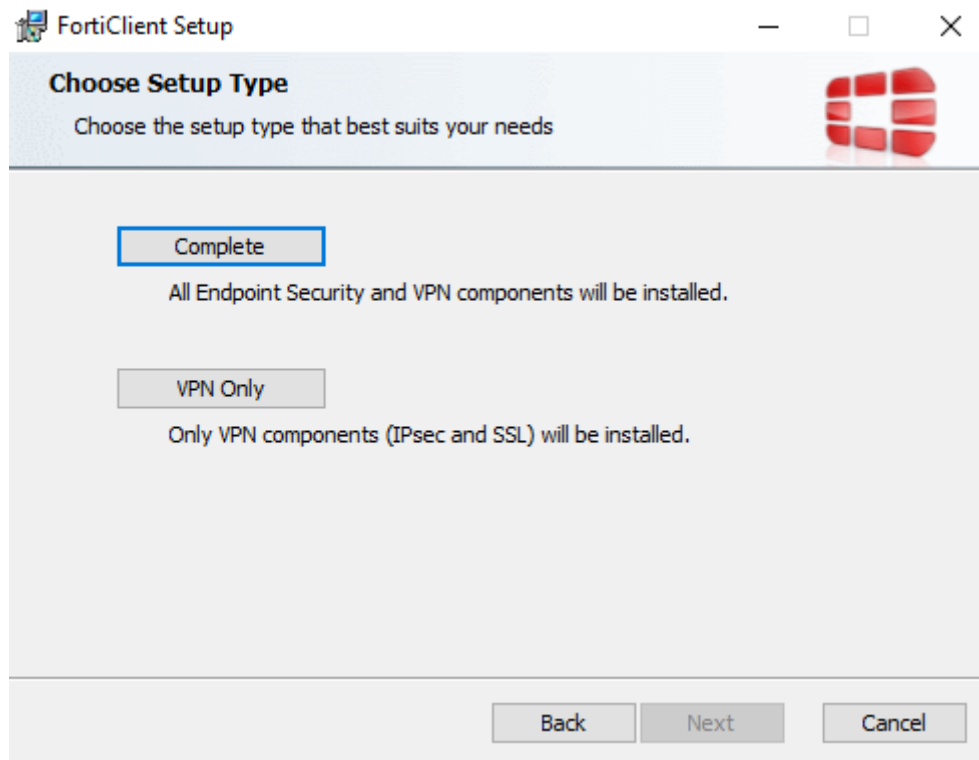 FortiClient Setup
Choose Setup Type
Choose the setup type that best suits your needs
Complete
All Endpoint Security and VPN components will be installed.
VPN Only
Only VPN components (IPsec and SSL) will be installed.
Back
Next
Cancel